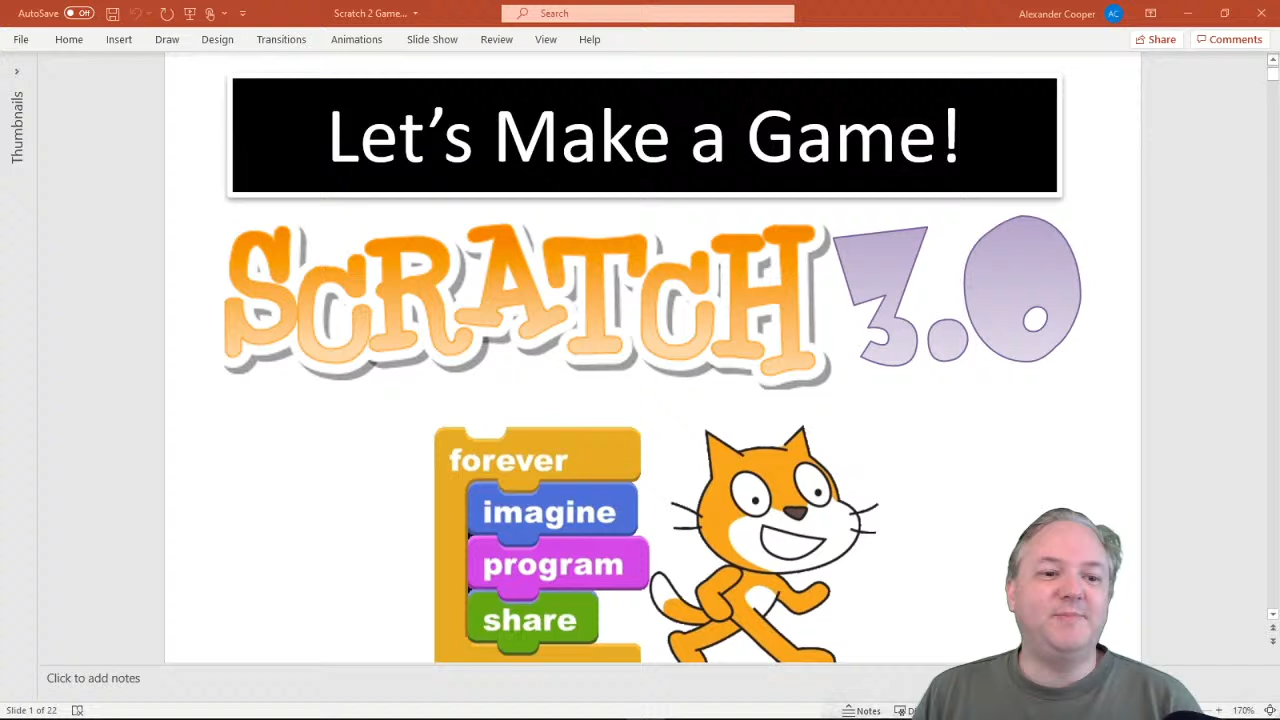 AutoSave Off Scratch 2 Game... Search Alexander Cooper AC
File Home Insert Draw Design Transitions Animations Slide Show Review View Help Share Comments
Thumbnails
Let's Make a Game!
SCRATCH 3.0
forever
imagine
program
share
Click to add notes
Slide 1 of 22 Notes 170%